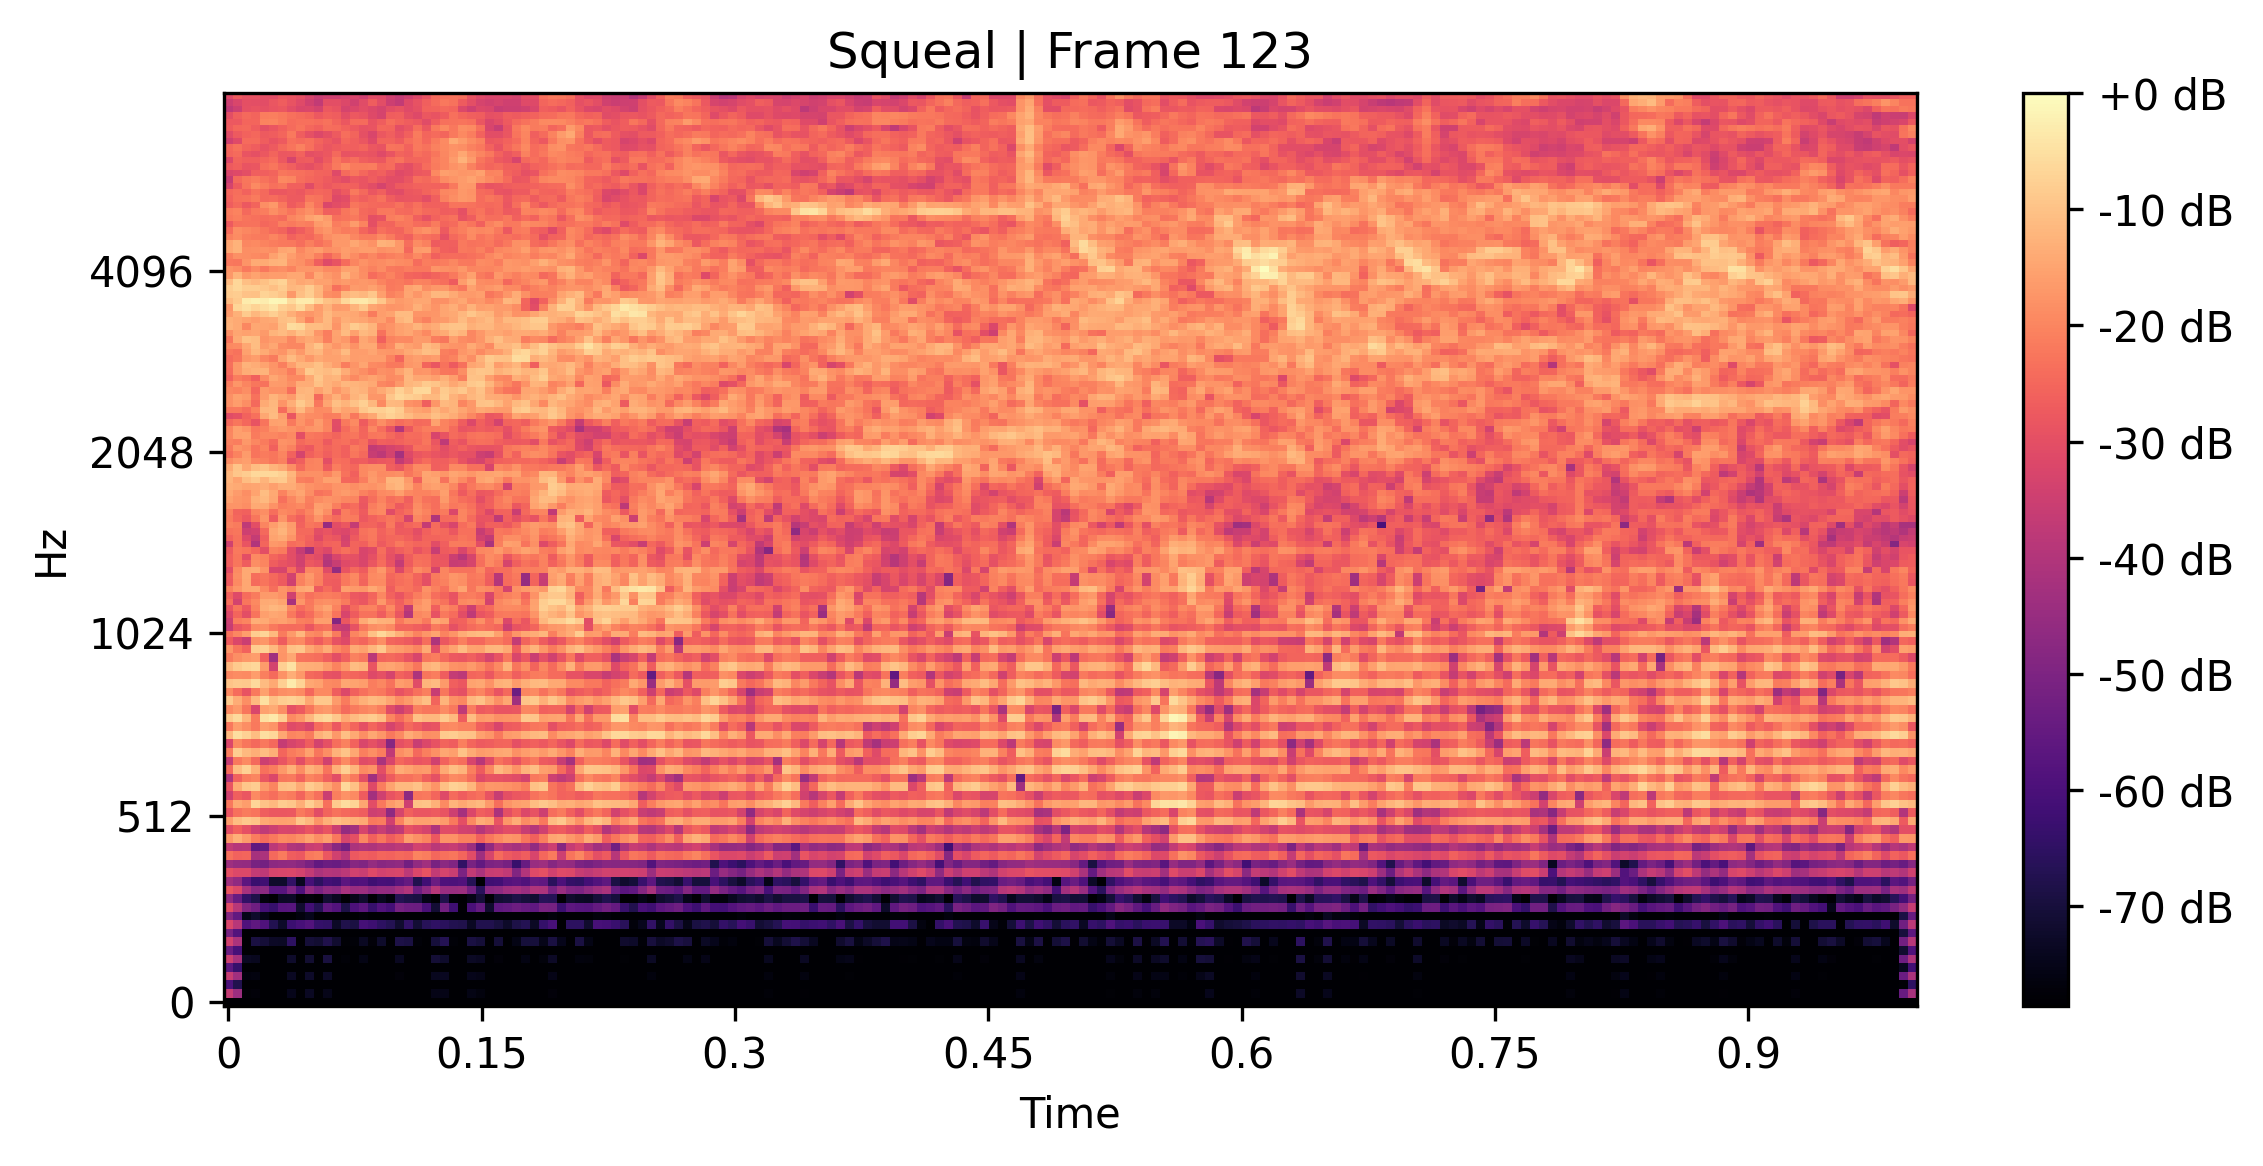 Squeal | Frame 123
+0 dB
-10 dB
-20 dB
-30 dB
-40 dB
-50 dB
-60 dB
-70 dB
Hz
4096
2048
1024
512
0
0 0.15 0.3 0.45 0.6 0.75 0.9
Time